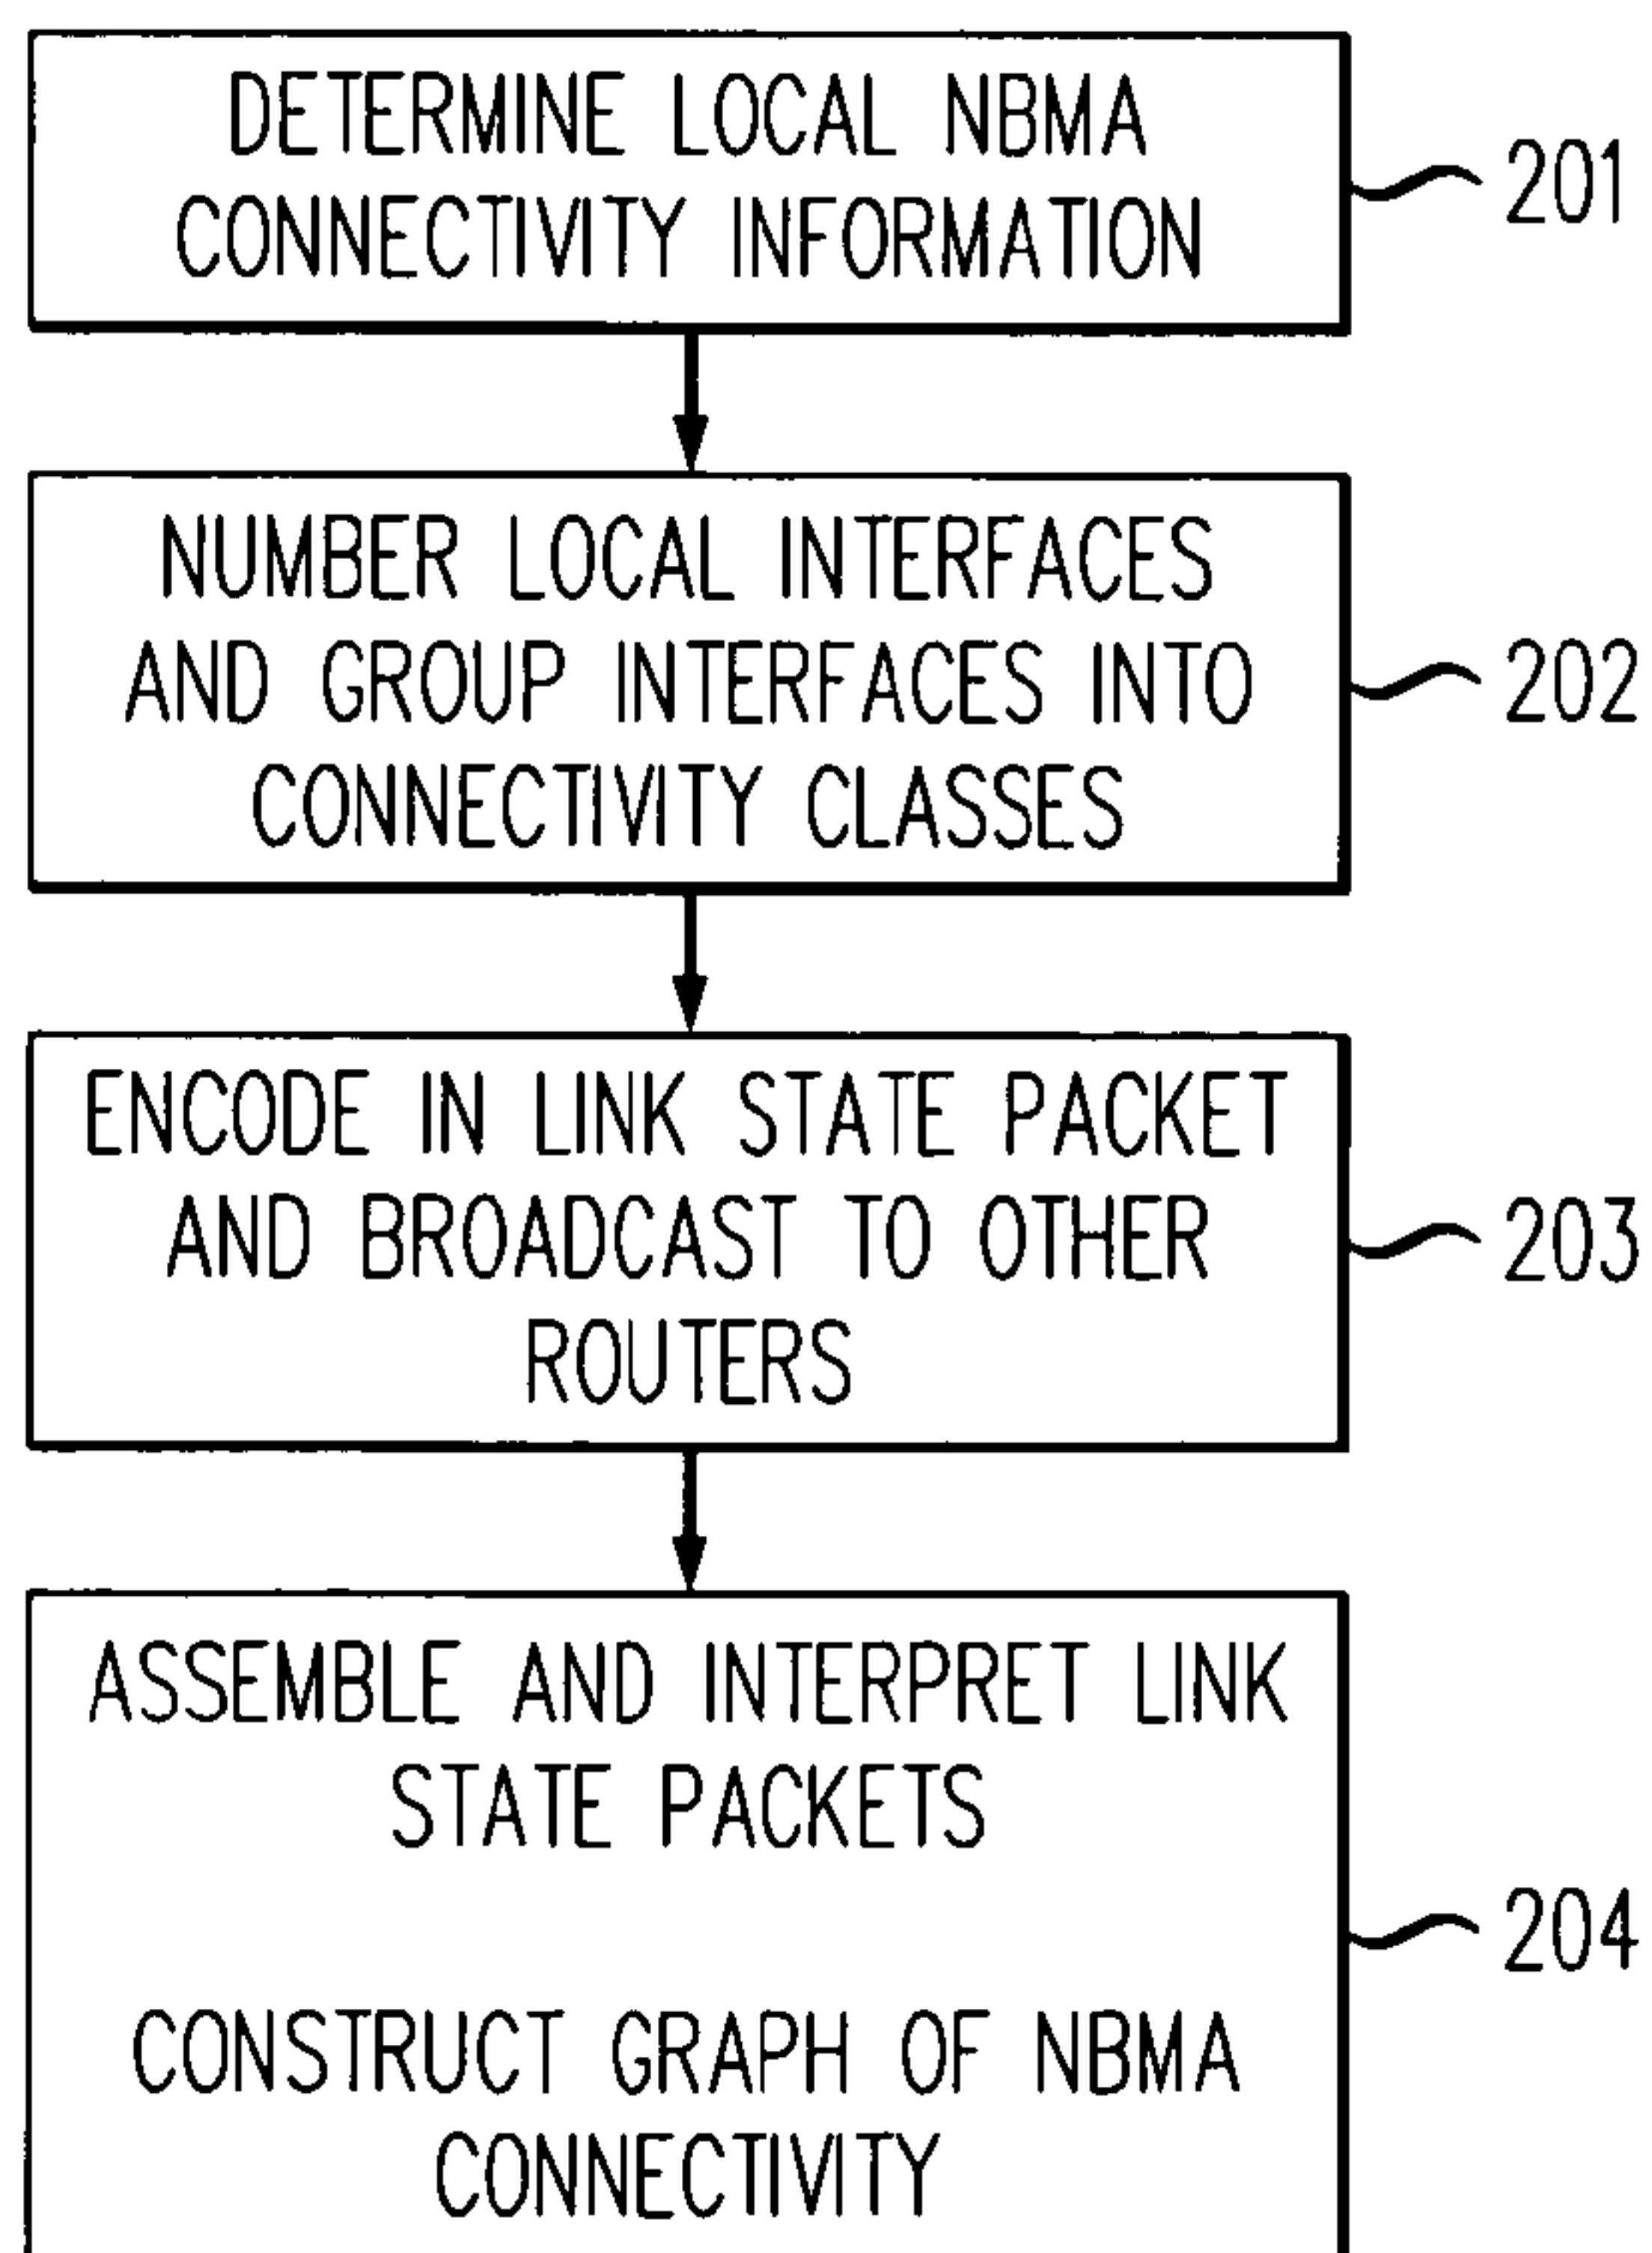 DETERMINE LOCAL NBMA
CONNECTIVITY INFORMATION
201
NUMBER LOCAL INTERFACES
AND GROUP INTERFACES INTO
CONNECTIVITY CLASSES
202
ENCODE IN LINK STATE PACKET
AND BROADCAST TO OTHER
ROUTERS
203
ASSEMBLE AND INTERPRET LINK
STATE PACKETS
CONSTRUCT GRAPH OF NBMA
CONNECTIVITY
204